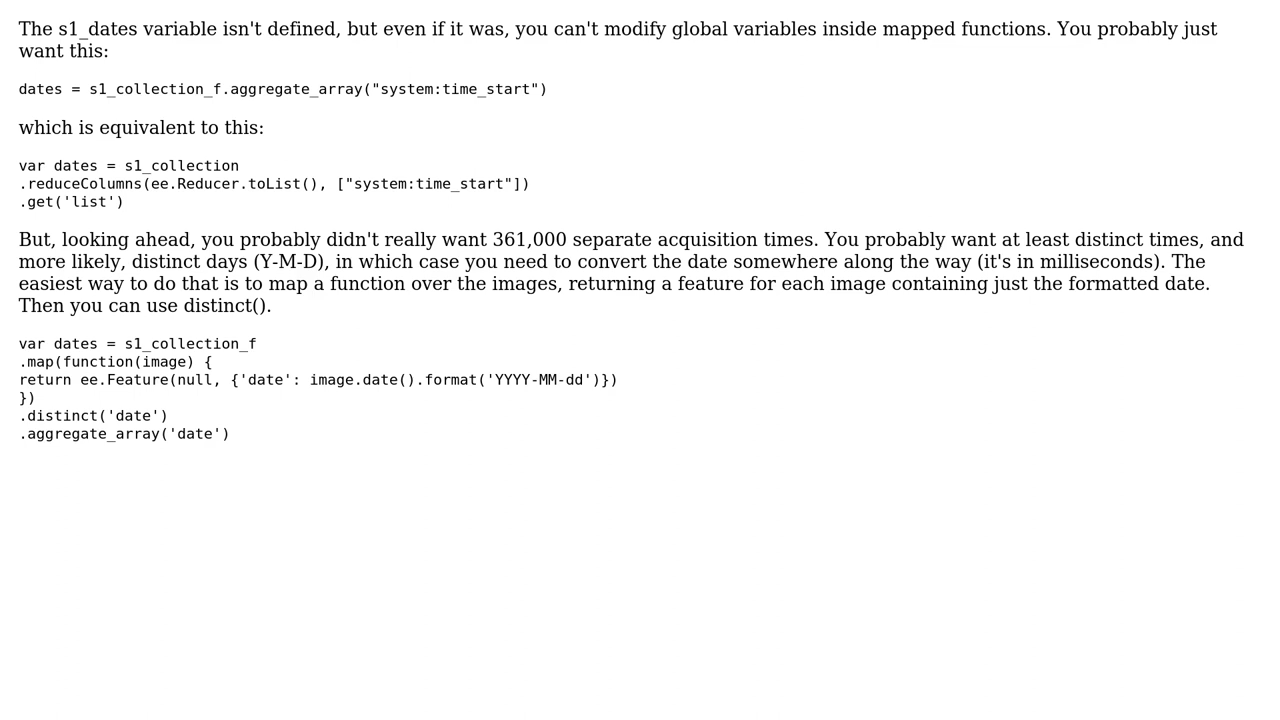 The s1_dates variable isn't defined, but even if it was, you can't modify global variables inside mapped functions. You probably just
want this:
dates = s1_collection_f.aggregate_array("system:time_start")
which is equivalent to this:
var dates = s1_collection
.reduceColumns(ee.Reducer.toList(), ["system:time_start"])
.get('list')
But, looking ahead, you probably didn't really want 361,000 separate acquisition times. You probably want at least distinct times, and
more likely, distinct days (Y-M-D), in which case you need to convert the date somewhere along the way (it's in milliseconds). The
easiest way to do that is to map a function over the images, returning a feature for each image containing just the formatted date.
Then you can use distinct().
var dates = s1_collection_f
.map(function(image) {
return ee.Feature(null, {'date': image.date().format('YYYY-MM-dd')})
})
.distinct('date')
.aggregate_array('date')